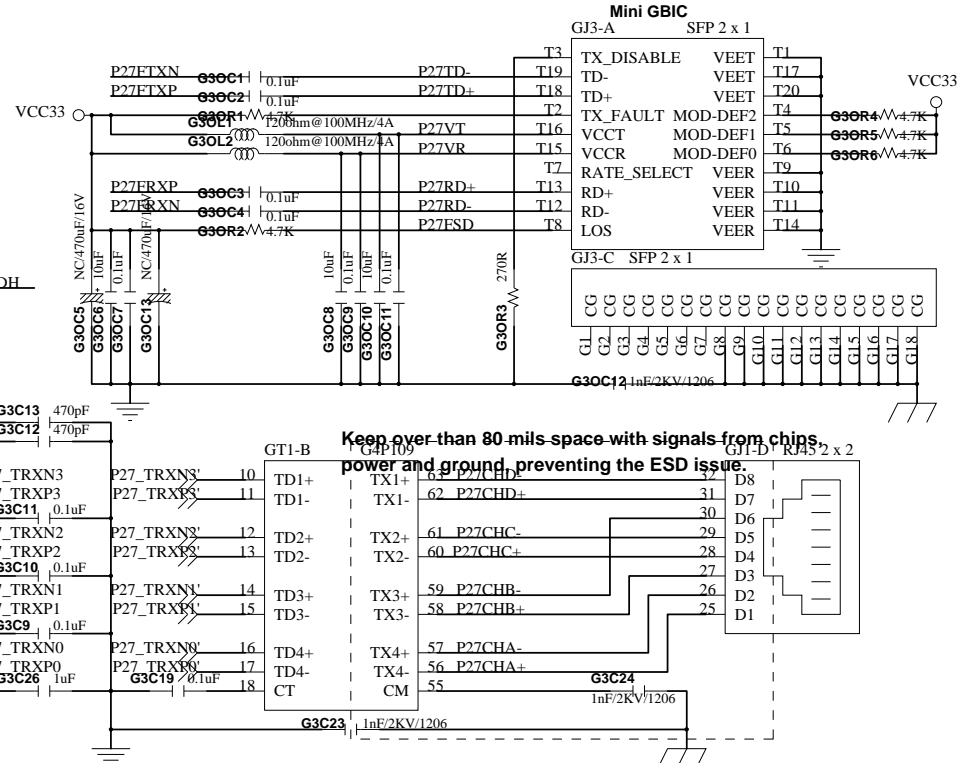 Mini GBIC
GJ3-A SFP 2 x 1
T3 TX_DISABLE VEET T1
P27FTXN G3OC1 0.1uF P27TD- T19 TD- VEET T17
P27FTXP G3OC2 0.1uF P27TD+ T18 TD+ VEET T20
VCC33
VCC33
G3OR1 4.7K T2 TX_FAULT MOD-DEF2 T4 G3OR4 4.7K
G3OL1 120ohm@100MHz/4A P27VT T16 VCCT MOD-DEF1 T5 G3OR5 4.7K
G3OL2 120ohm@100MHz/4A P27VR T15 VCCR MOD-DEF0 T6 G3OR6 4.7K
T7 RATE_SELECT VEER T9
P27FRXP G3OC3 0.1uF P27RD+ T13 RD+ VEER T10
P27FRXN G3OC4 0.1uF P27RD- T12 RD- VEER T11
G3OR2 4.7K P27FSD T8 LOS VEER T14
NC/470uF/16V 10uF 0.1uF NC/470uF/16V
10uF 0.1uF 10uF 0.1uF
270R
G3OC5 G3OC6 G3OC7 G3OC13
G3OC8 G3OC9 G3OC10 G3OC11
G3OR3
DH
GJ3-C SFP 2 x 1
CG CG CG CG CG CG CG CG CG CG CG CG CG CG CG CG CG CG
G1 G2 G3 G4 G5 G6 G7 G8 G9 G10 G11 G12 G13 G14 G15 G16 G17 G18
G3OC12 1nF/2KV/1206
G3C13 470pF
G3C12 470pF
Keep over than 80 mils space with signals from chips,
power and ground, preventing the ESD issue.
GT1-B G4P109 GJ1-D RJ45 2 x 2
_TRXN3 P27_TRXN3' 10 TD1+ TX1+ 63 P27CHD- 32 D8
_TRXP3 P27_TRXP3' 11 TD1- TX1- 62 P27CHD+ 31 D7
G3C11 0.1uF 30 D6
_TRXN2 P27_TRXN2' 12 TD2+ TX2+ 61 P27CHC- 29 D5
_TRXP2 P27_TRXP2' 13 TD2- TX2- 60 P27CHC+ 28 D4
G3C10 0.1uF 27 D3
_TRXN1 P27_TRXN1' 14 TD3+ TX3+ 59 P27CHB- 26 D2
_TRXP1 P27_TRXP1' 15 TD3- TX3- 58 P27CHB+ 25 D1
G3C9 0.1uF
_TRXN0 P27_TRXN0' 16 TD4+ TX4+ 57 P27CHA-
_TRXP0 P27_TRXP0' 17 TD4- TX4- 56 P27CHA+
G3C26 1uF G3C19 0.1uF 18 CT CM 55 G3C24 1nF/2KV/1206
G3C23 1nF/2KV/1206